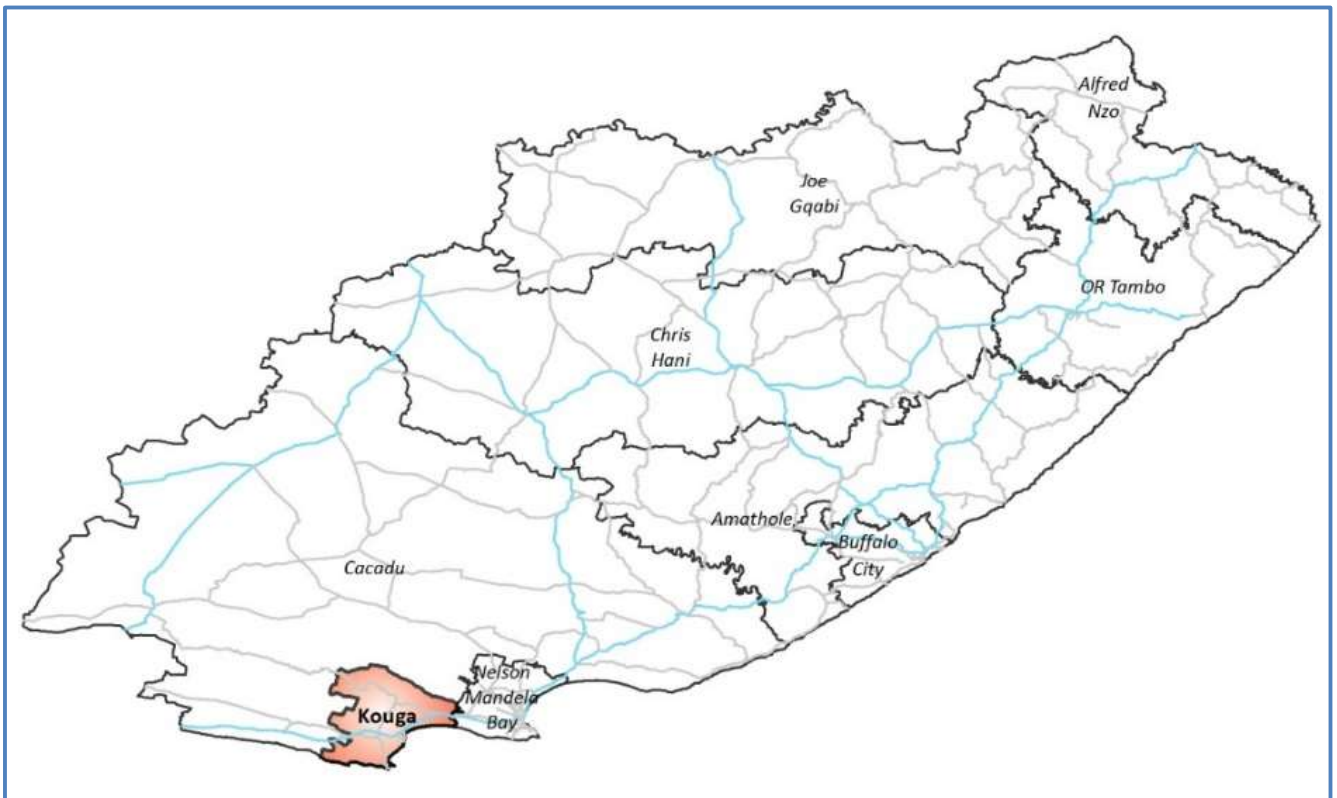 Alfred
Nzo
Joe
Gqabi
OR Tambo
Chris
Hani
Amathole
Buffalo
City
Cacadu
Nelson
Mandela
Bay
Kouga